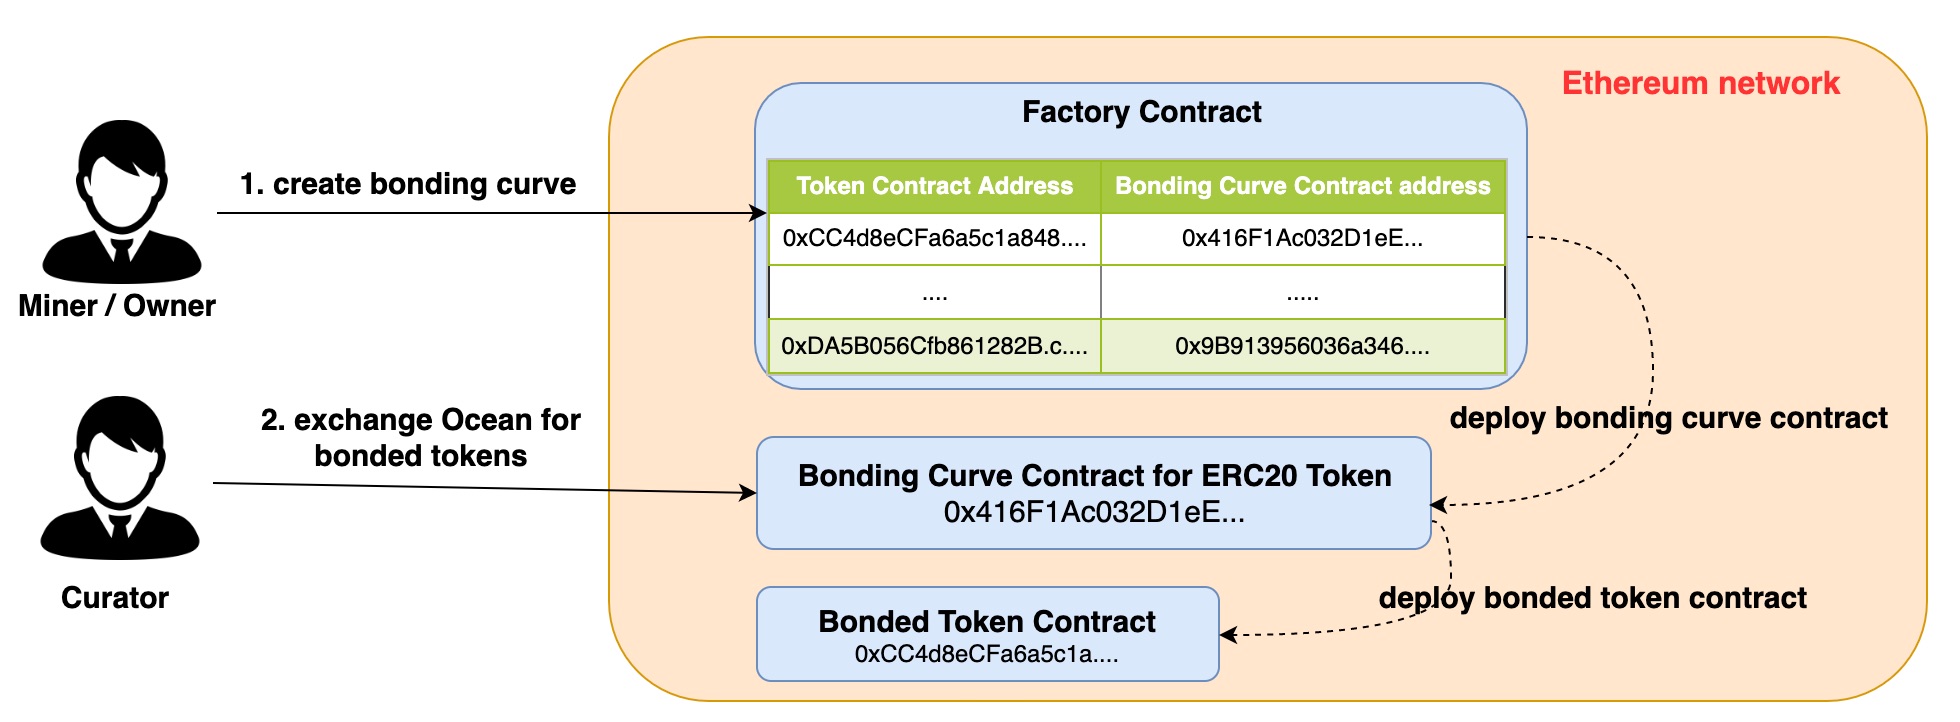 Ethereum network
Factory Contract
1. create bonding curve
Token Contract Address
Bonding Curve Contract address
0xCC4d8eCFa6a5c1a848....
0x416F1Ac032D1eE...
....
.....
0xDA5B056Cfb861282B.c....
0x9B913956036a346....
Miner / Owner
2. exchange Ocean for
bonded tokens
deploy bonding curve contract
Bonding Curve Contract for ERC20 Token
0x416F1Ac032D1eE...
Curator
deploy bonded token contract
Bonded Token Contract
0xCC4d8eCFa6a5c1a....